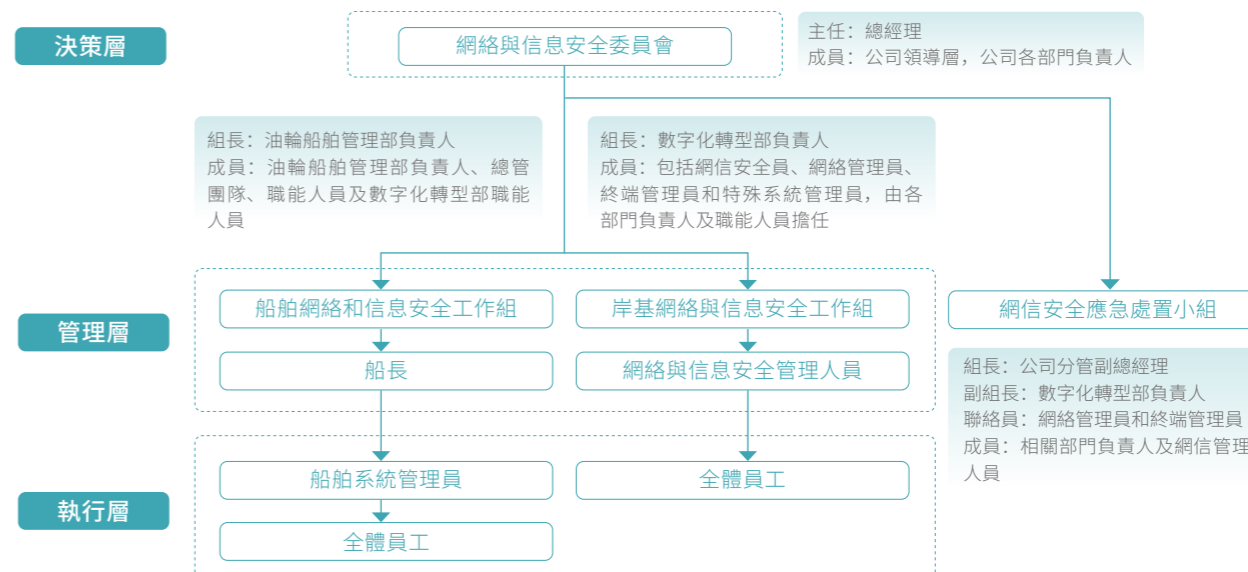 決策層
網絡與信息安全委員會
主任：總經理
成員：公司領導層，公司各部門負責人
組長：油輪船舶管理部負責人
成員：油輪船舶管理部負責人、總管
團隊、職能人員及數字化轉型部職能
人員
組長：數字化轉型部負責人
成員：包括網信安全員、網絡管理員、
終端管理員和特殊系統管理員，由各
部門負責人及職能人員擔任
管理層
船舶網絡和信息安全工作組
岸基網絡與信息安全工作組
網信安全應急處置小組
船長
網絡與信息安全管理人員
組長：公司分管副總經理
副組長：數字化轉型部負責人
聯絡員：網絡管理員和終端管理員
成員：相關部門負責人及網信管理
人員
執行層
船舶系統管理員
全體員工
全體員工